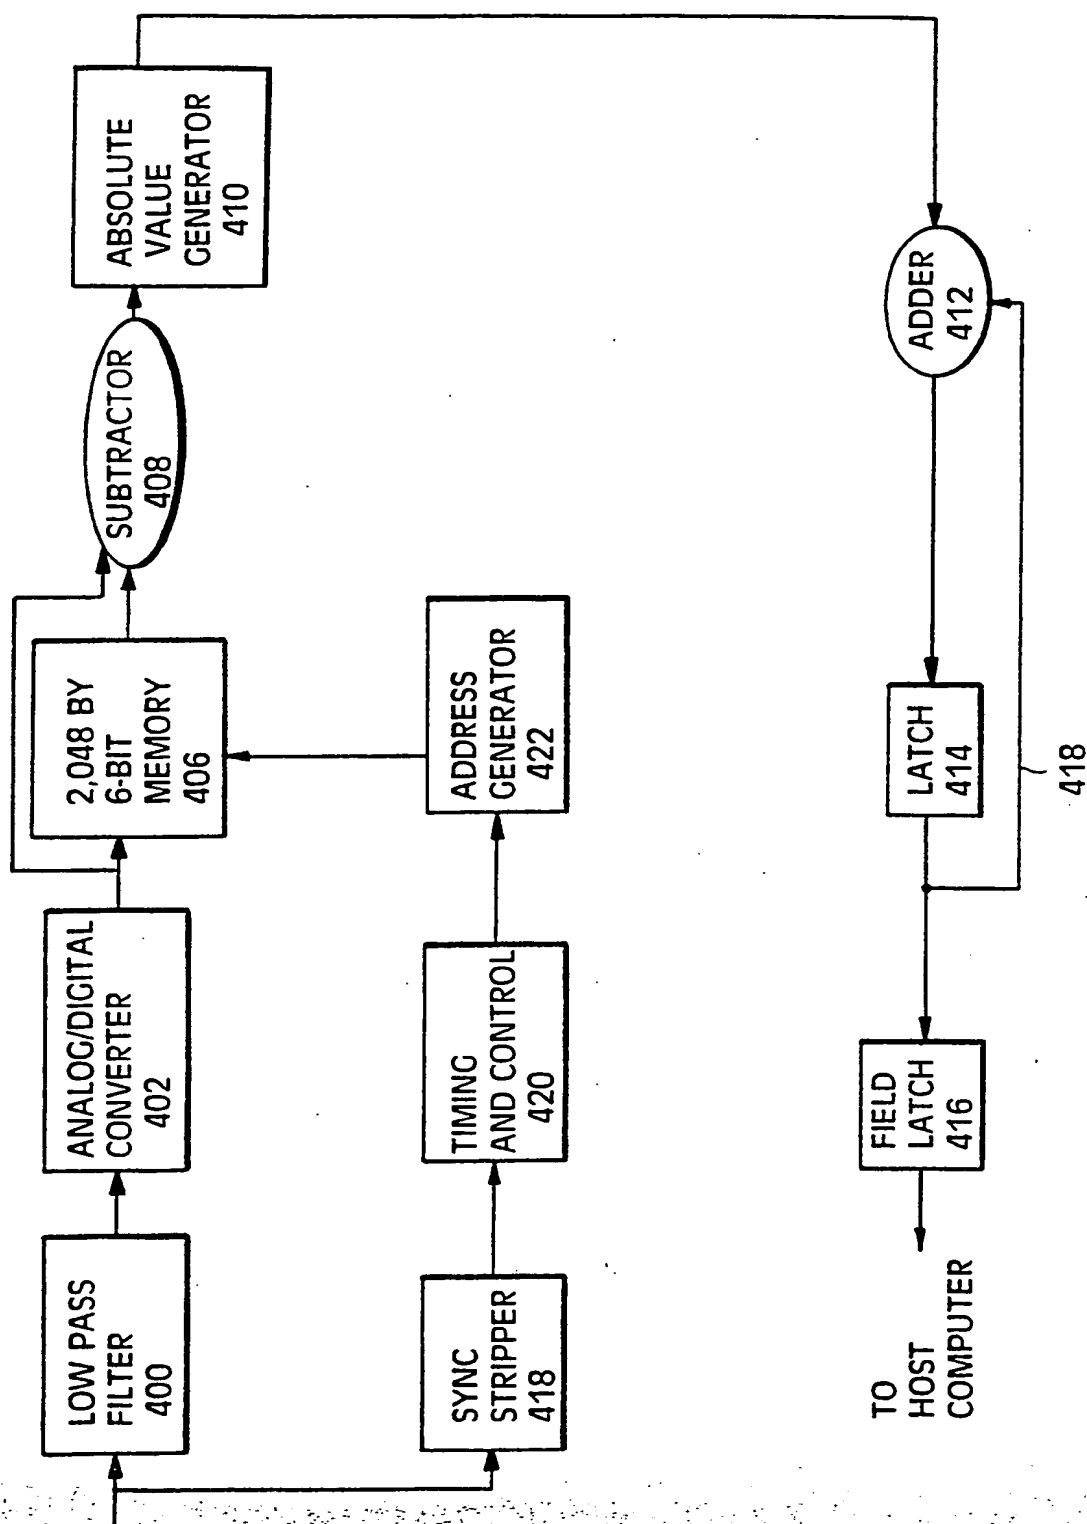 LOW PASS
FILTER
400
ANALOG/DIGITAL
CONVERTER
402
2,048 BY
6-BIT
MEMORY
406
SUBTRACTOR
408
ABSOLUTE
VALUE
GENERATOR
410
SYNC
STRIPPER
418
TIMING
AND CONTROL
420
ADDRESS
GENERATOR
422
TO
HOST
COMPUTER
FIELD
LATCH
416
LATCH
414
ADDER
412
418